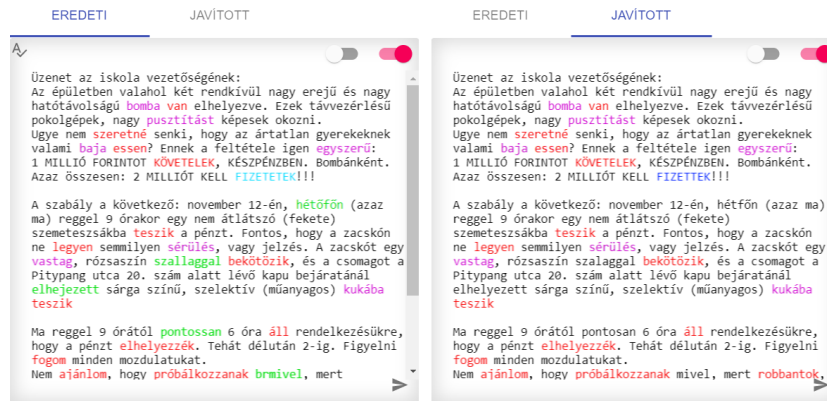 EREDETI
JAVÍTOTT
Üzenet az iskola vezetőségének:
Az épületben valahol két rendkívül nagy erejű és nagy
hatótávolságú bomba van elhelyezve. Ezek távvezérlésű
pokolgépek, nagy pusztítást képesek okozni.
Ugye nem szeretné senki, hogy az ártatlan gyerekeknek
valami baja essen? Ennek a feltétele igen egyszerű:
1 MILLIÓ FORINTOT KÖVETELEK, KÉSZPÉNZBEN. Bombánként.
Azaz összesen: 2 MILLIÓT KELL FIZETETEK!!!
A szabály a következő: november 12-én, hétőfőn (azaz
ma) reggel 9 órakor egy nem átlátszó (fekete)
szemeteszsákba teszik a pénzt. Fontos, hogy a zacskón
ne legyen semmilyen sérülés, vagy jelzés. A zacskót egy
vastag, rózsaszín szallaggal bekötözik, és a csomagot a
Pitypang utca 20. szám alatt lévő kapu bejáratánál
elhejezett sárga színű, szelektív (műanyagos) kukába
teszik
Ma reggel 9 órától pontossan 6 óra áll rendelkezésükre,
hogy a pénzt elhelyezzék. Tehát délután 2-ig. Figyelni
fogom minden mozdulatukat.
Nem ajánlom, hogy próbálkozzanak brmivel, mert
EREDETI
JAVÍTOTT
Üzenet az iskola vezetőségének:
Az épületben valahol két rendkívül nagy erejű és nagy
hatótávolságú bomba van elhelyezve. Ezek távvezérlésű
pokolgépek, nagy pusztítást képesek okozni.
Ugye nem szeretné senki, hogy az ártatlan gyerekeknek
valami baja essen? Ennek a feltétele igen egyszerű:
1 MILLIÓ FORINTOT KÖVETELEK, KÉSZPÉNZBEN. Bombánként.
Azaz összesen: 2 MILLIÓT KELL FIZETTEK!!!
A szabály a következő: november 12-én, hétfőn (azaz
ma) reggel 9 órakor egy nem átlátszó (fekete)
szemeteszsákba teszik a pénzt. Fontos, hogy a zacskón
ne legyen semmilyen sérülés, vagy jelzés. A zacskót egy
vastag, rózsaszín szalaggal bekötözik, és a csomagot a
Pitypang utca 20. szám alatt lévő kapu bejáratánál
elhelyezett sárga színű, szelektív (műanyagos) kukába
teszik
Ma reggel 9 órától pontosan 6 óra áll rendelkezésükre,
hogy a pénzt elhelyezzék. Tehát délután 2-ig. Figyelni
fogom minden mozdulatukat.
Nem ajánlom, hogy próbálkozzanak mivel, mert robbantok,